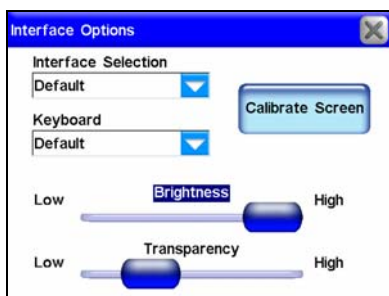 Interface Options
Interface Selection
Default
Calibrate Screen
Keyboard
Default
Brightness
Low High
Transparency
Low High